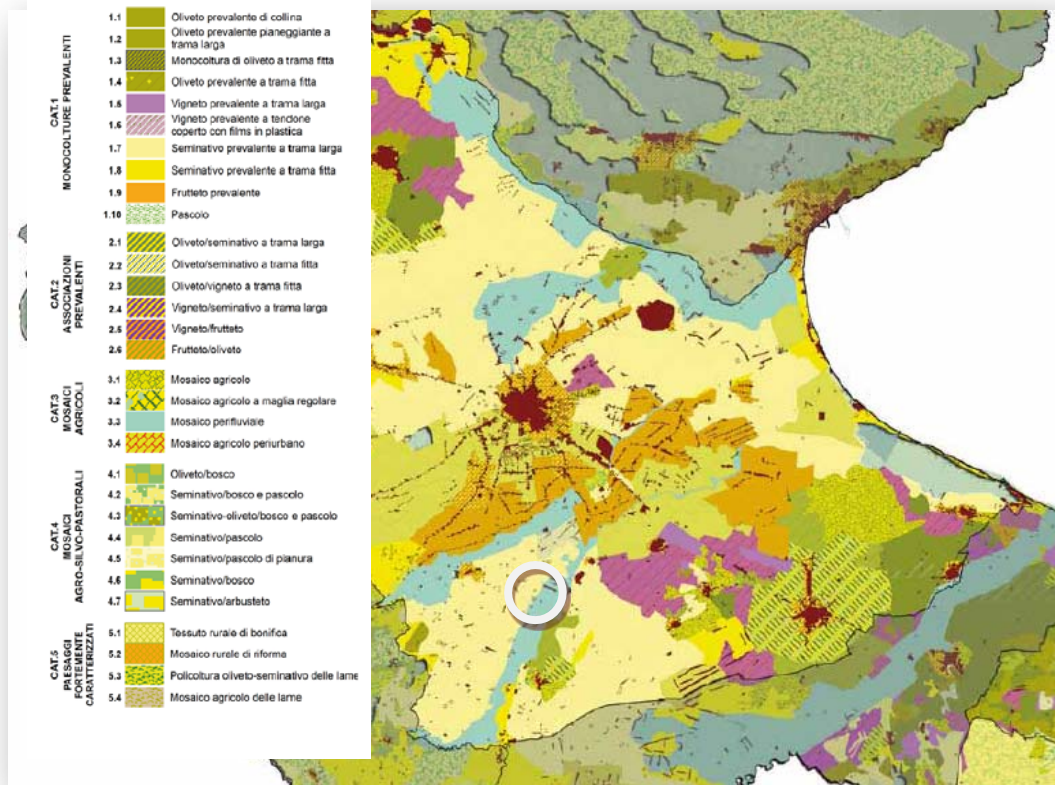 CAT.1
MONOCOLTURE PREVALENTI
1.1 Oliveto prevalente di collina
1.2 Oliveto prevalente pianeggiante a
trama larga
1.3 Monocoltura di oliveto a trama fitta
1.4 Oliveto prevalente a trama fitta
1.5 Vigneto prevalente a trama larga
1.6 Vigneto prevalente a tendone
coperto con films in plastica
1.7 Seminativo prevalente a trama larga
1.8 Seminativo prevalente a trama fitta
1.9 Frutteto prevalente
1.10 Pascolo
CAT.2
ASSOCIAZIONI
PREVALENTI
2.1 Oliveto/seminativo a trama larga
2.2 Oliveto/seminativo a trama fitta
2.3 Oliveto/vigneto a trama fitta
2.4 Vigneto/seminativo a trama larga
2.5 Vigneto/frutteto
2.6 Frutteto/oliveto
CAT.3
MOSAICI
AGRICOLI
3.1 Mosaico agricolo
3.2 Mosaico agricolo a maglia regolare
3.3 Mosaico perifluviale
3.4 Mosaico agricolo periurbano
CAT.4
MOSAICI
AGRO-SILVO-PASTORALI
4.1 Oliveto/bosco
4.2 Seminativo/bosco e pascolo
4.3 Seminativo-oliveto/bosco e pascolo
4.4 Seminativo/pascolo
4.5 Seminativo/pascolo di pianura
4.6 Seminativo/bosco
4.7 Seminativo/arbusteto
CAT.5
PAESAGGI
FORTEMENTE
CARATTERIZZATI
5.1 Tessuto rurale di bonifica
5.2 Mosaico rurale di riforma
5.3 Policoltura oliveto-seminativo delle lame
5.4 Mosaico agricolo delle lame